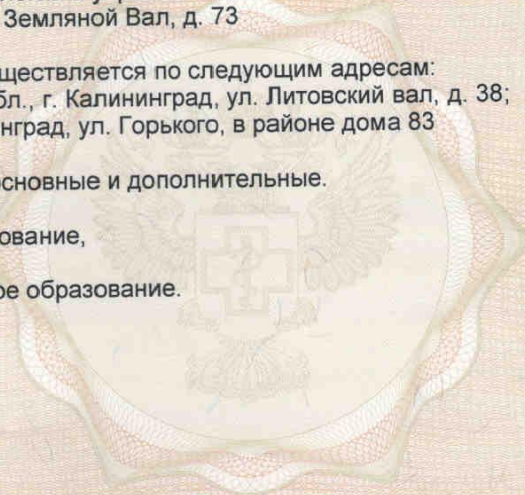 Земляной Вал, д. 73
ществляется по следующим адресам:
бл., г. Калининград, ул. Литовский вал, д. 38;
нград, ул. Горького, в районе дома 83
основные и дополнительные.
ование,
ое образование.